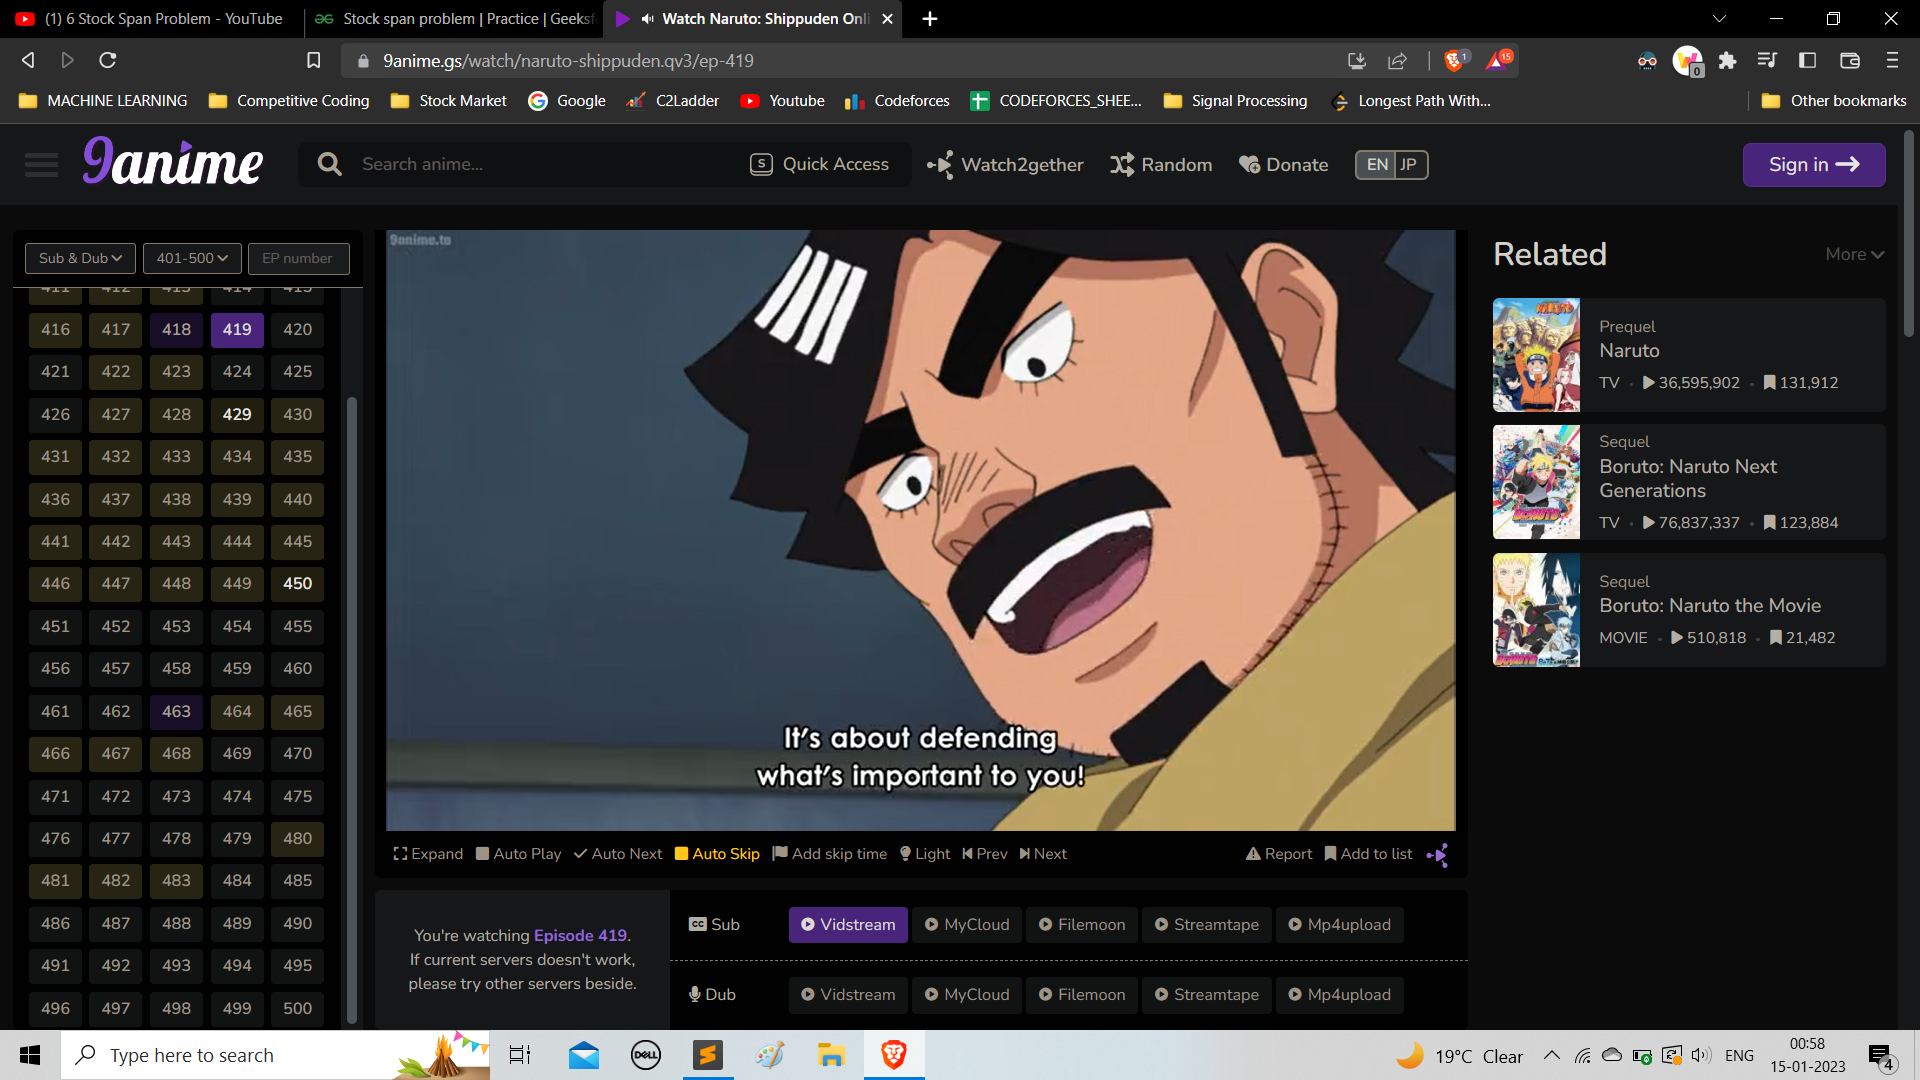 (1) 6 Stock Span Problem - YouTube
Stock span problem | Practice | Geeksf
Watch Naruto: Shippuden Onli
9anime.gs/watch/naruto-shippuden.qv3/ep-419
1
15
0
MACHINE LEARNING
Competitive Coding
Stock Market
Google
C2Ladder
Youtube
Codeforces
CODEFORCES_SHEE...
Signal Processing
Longest Path With...
Other bookmarks
9anime
Search anime...
S Quick Access
Watch2gether
Random
Donate
EN JP
Sign in
Sub & Dub
401-500
EP number
411 412 413 414 415
416 417 418 419 420
421 422 423 424 425
426 427 428 429 430
431 432 433 434 435
436 437 438 439 440
441 442 443 444 445
446 447 448 449 450
451 452 453 454 455
456 457 458 459 460
461 462 463 464 465
466 467 468 469 470
471 472 473 474 475
476 477 478 479 480
481 482 483 484 485
486 487 488 489 490
491 492 493 494 495
496 497 498 499 500
9anime.to
It's about defending
what's important to you!
Expand
Auto Play
Auto Next
Auto Skip
Add skip time
Light
Prev
Next
Report
Add to list
You're watching Episode 419.
If current servers doesn't work,
please try other servers beside.
CC Sub
Vidstream
MyCloud
Filemoon
Streamtape
Mp4upload
Dub
Vidstream
MyCloud
Filemoon
Streamtape
Mp4upload
Related
More
Prequel
Naruto
TV 36,595,902 131,912
Sequel
Boruto: Naruto Next
Generations
TV 76,837,337 123,884
Sequel
Boruto: Naruto the Movie
MOVIE 510,818 21,482
Type here to search
DELL
19°C Clear
ENG
00:58
15-01-2023
4